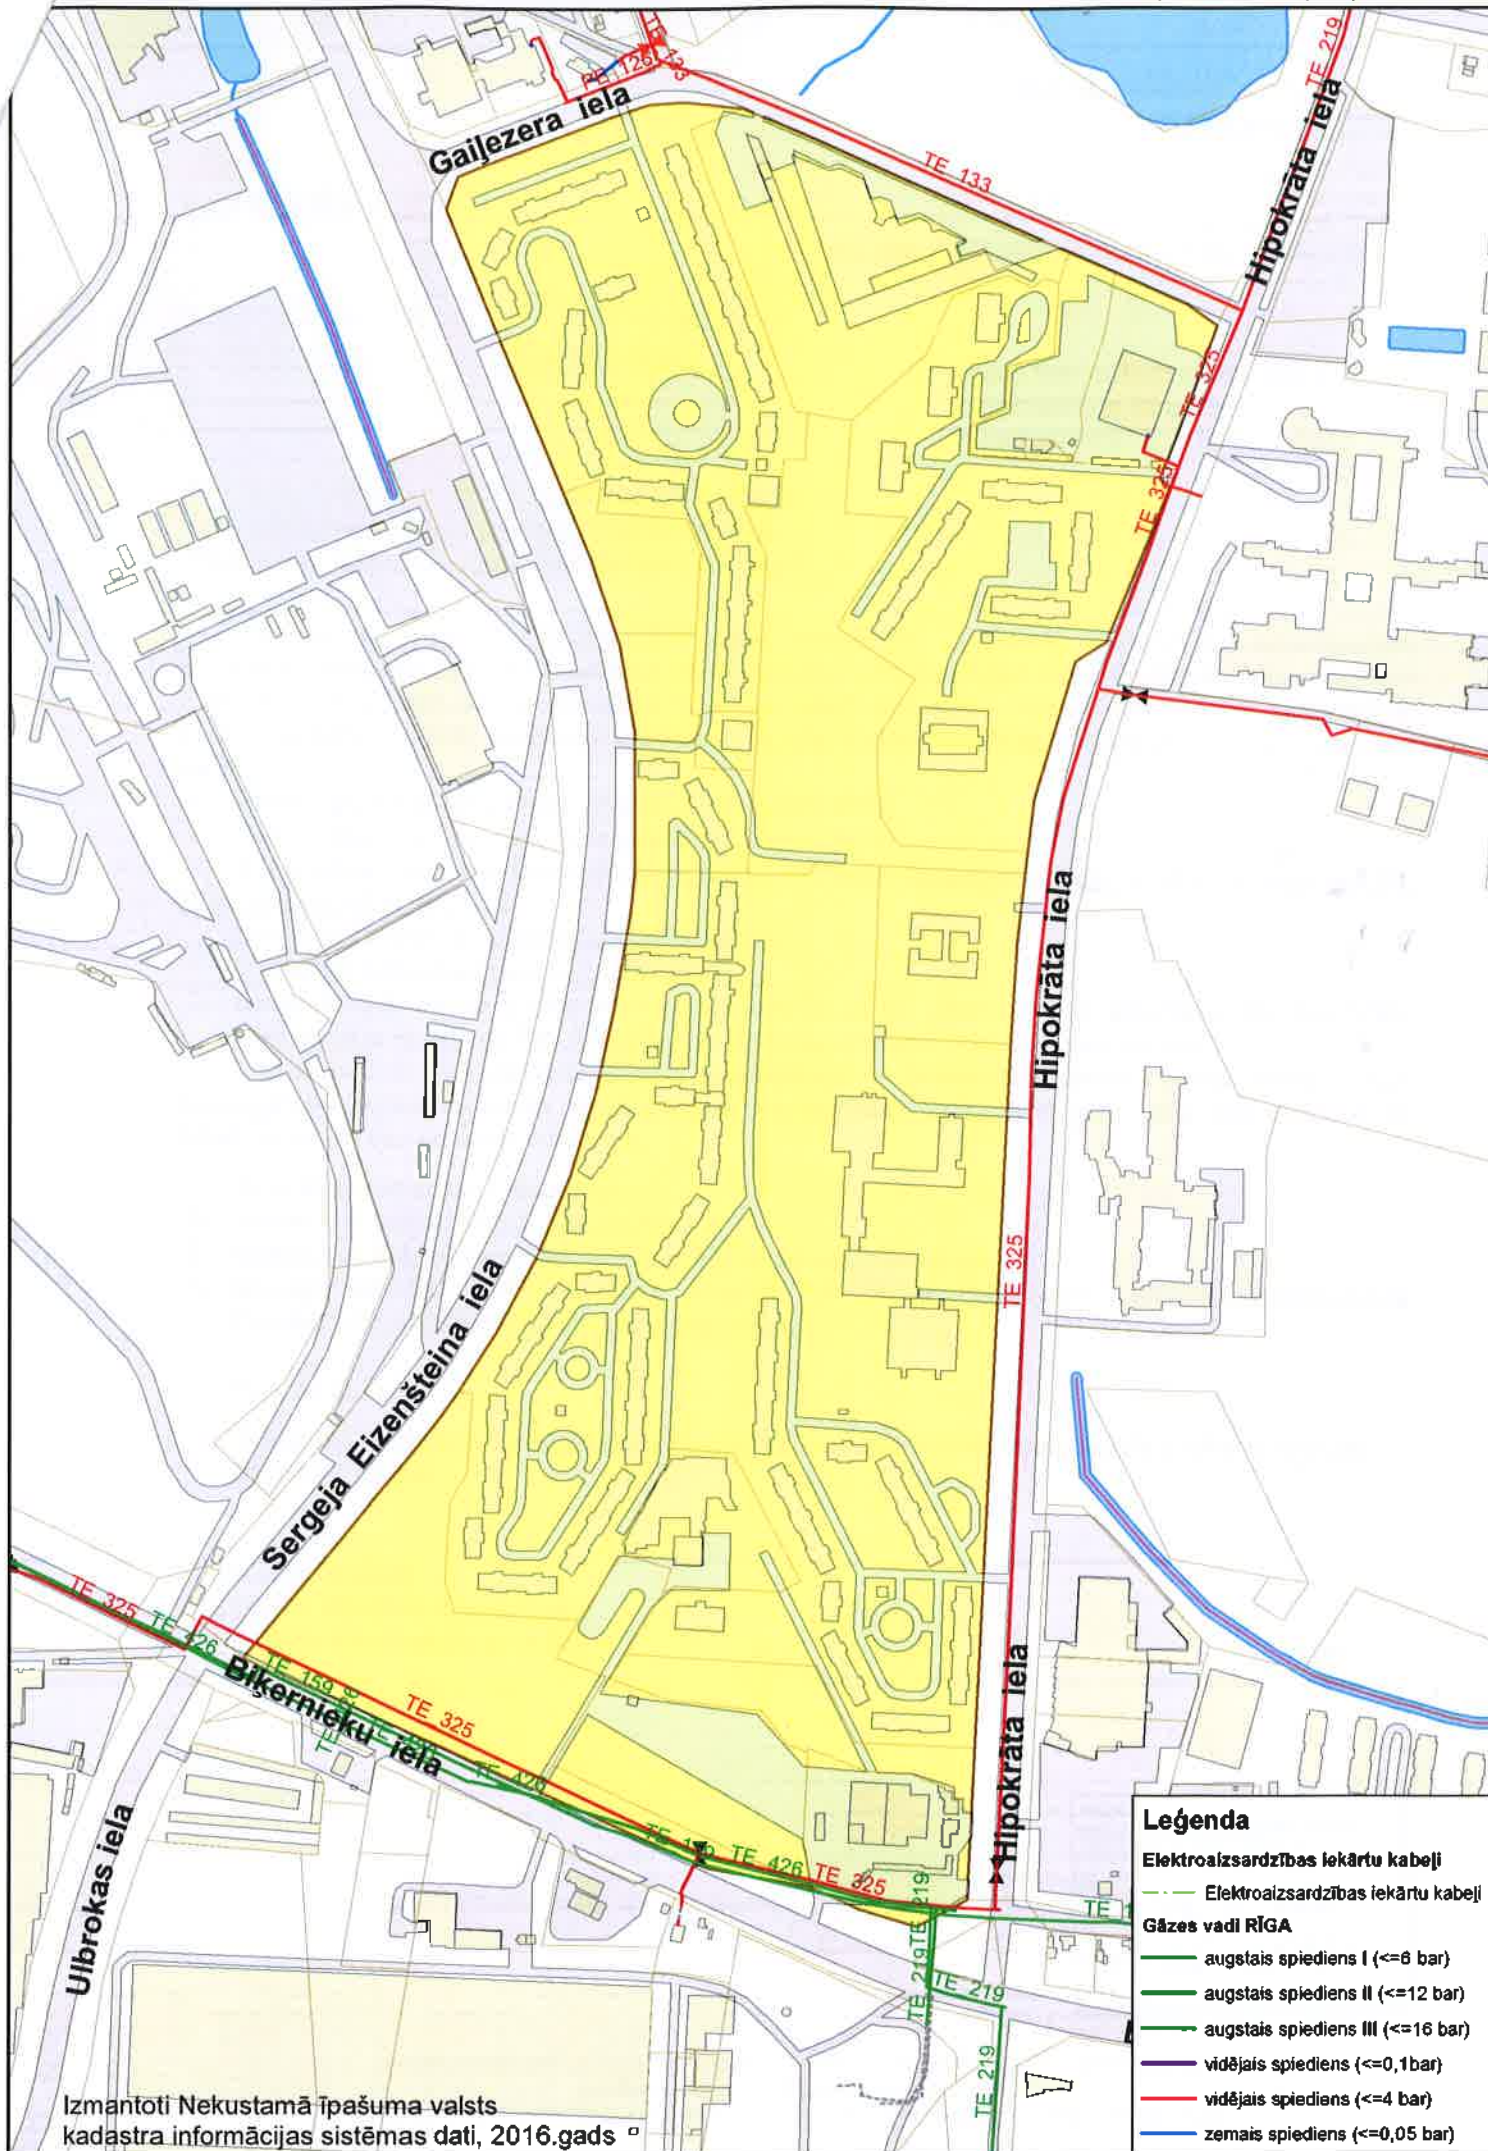 TE 219
TE 133
PE 126
Gaiļezera iela
TE 133
Hipokrāta iela
TE 325
TE 325
Hipokrāta iela
TE 325
Sergeja Eizenšteina iela
TE 325
TE 426
TE 159
TE
Biķernieku iela
TE 325
TE 426
TE 426
TE 325
TE 219
TE 219
TE 219
TE 219
TE
Hipokrāta iela
Ulbrokas iela
Leģenda
Elektroaizsardzības iekārtu kabeļi
Elektroaizsardzības iekārtu kabeļi
Gāzes vadi RĪGA
augstais spiediens I (<=6 bar)
augstais spiediens II (<=12 bar)
augstais spiediens III (<=16 bar)
vidējais spiediens (<=0,1bar)
vidējais spiediens (<=4 bar)
zemais spiediens (<=0,05 bar)
Izmantoti Nekustamā īpašuma valsts
kadastra informācijas sistēmas dati, 2016.gads